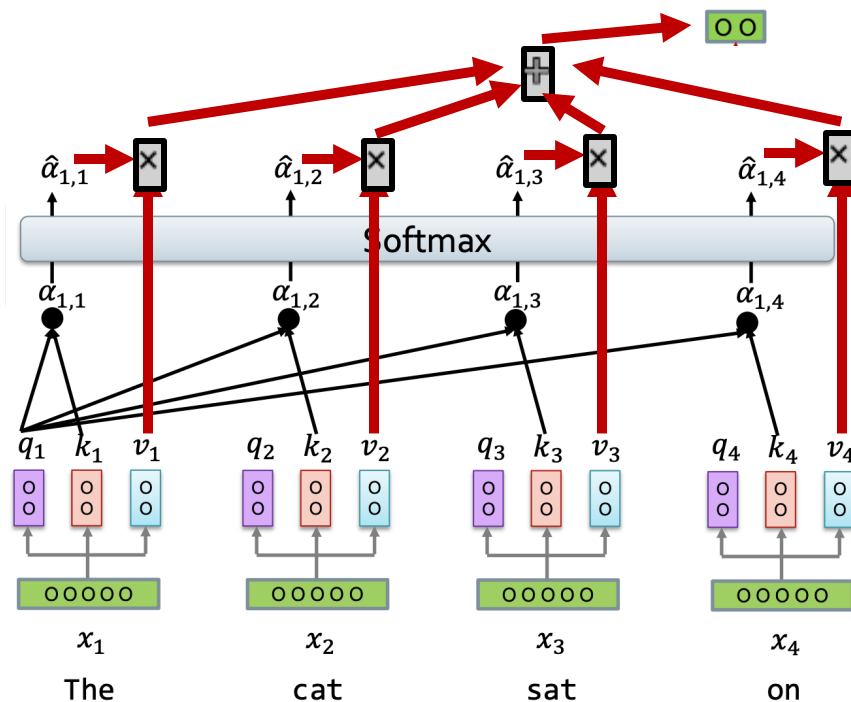 o o
+
× × × ×
α̂₁,₁ α̂₁,₂ α̂₁,₃ α̂₁,₄
Softmax
α₁,₁ α₁,₂ α₁,₃ α₁,₄
q₁ k₁ v₁ q₂ k₂ v₂ q₃ k₃ v₃ q₄ k₄ v₄
o o o o o o o o o o o o
o o o o o o o o o o o o
o o o o o o o o o o o o o o o o o o o o
x₁ x₂ x₃ x₄
The cat sat on